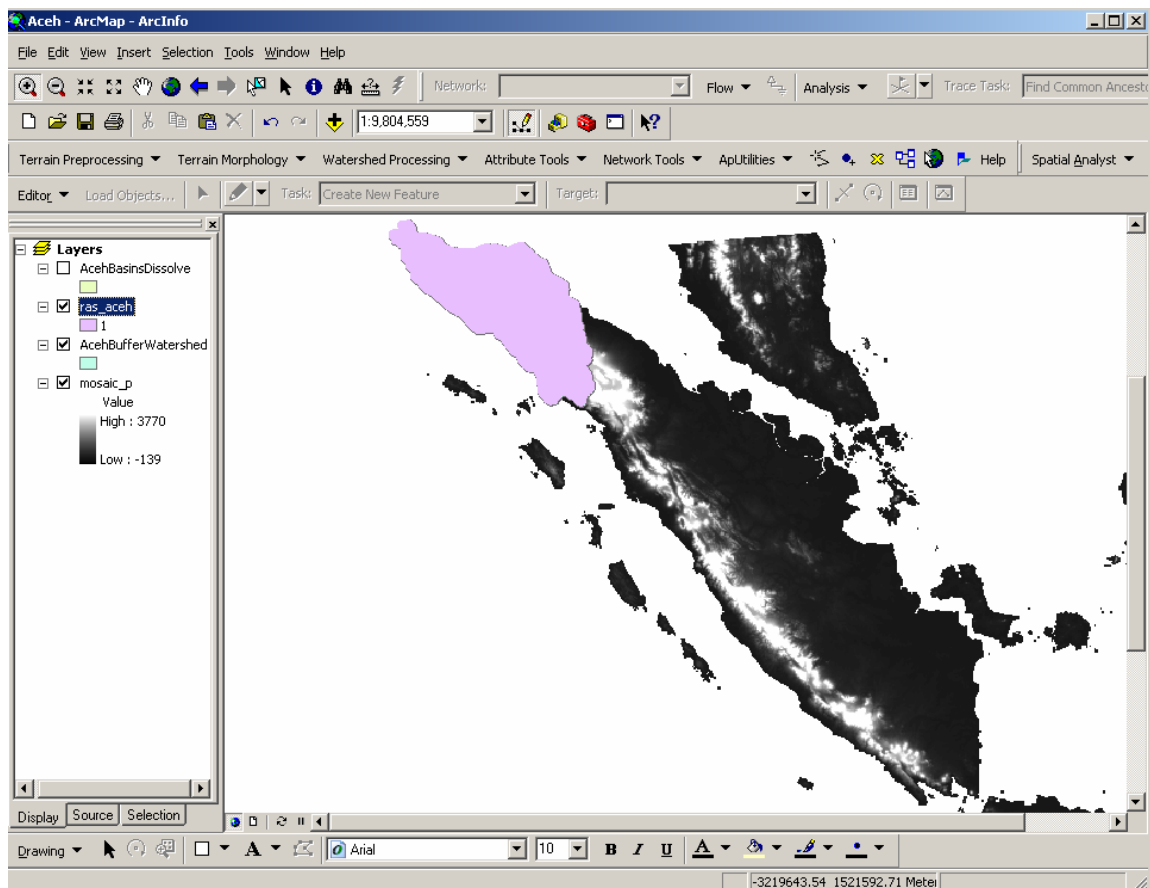 Aceh - ArcMap - ArcInfo
File Edit View Insert Selection Tools Window Help
Network: Flow Analysis Trace Task: Find Common Ancesto
1:9,804,559
Terrain Preprocessing Terrain Morphology Watershed Processing Attribute Tools Network Tools ApUtilities Help Spatial Analyst
Editor Load Objects... Task: Create New Feature Target:
Layers
AcehBasinsDissolve
ras_aceh
1
AcehBufferWatershed
mosaic_p
Value
High : 3770
Low : -139
Display Source Selection
Drawing A Arial 10 B I U A
-3219643.54 1521592.71 Meter